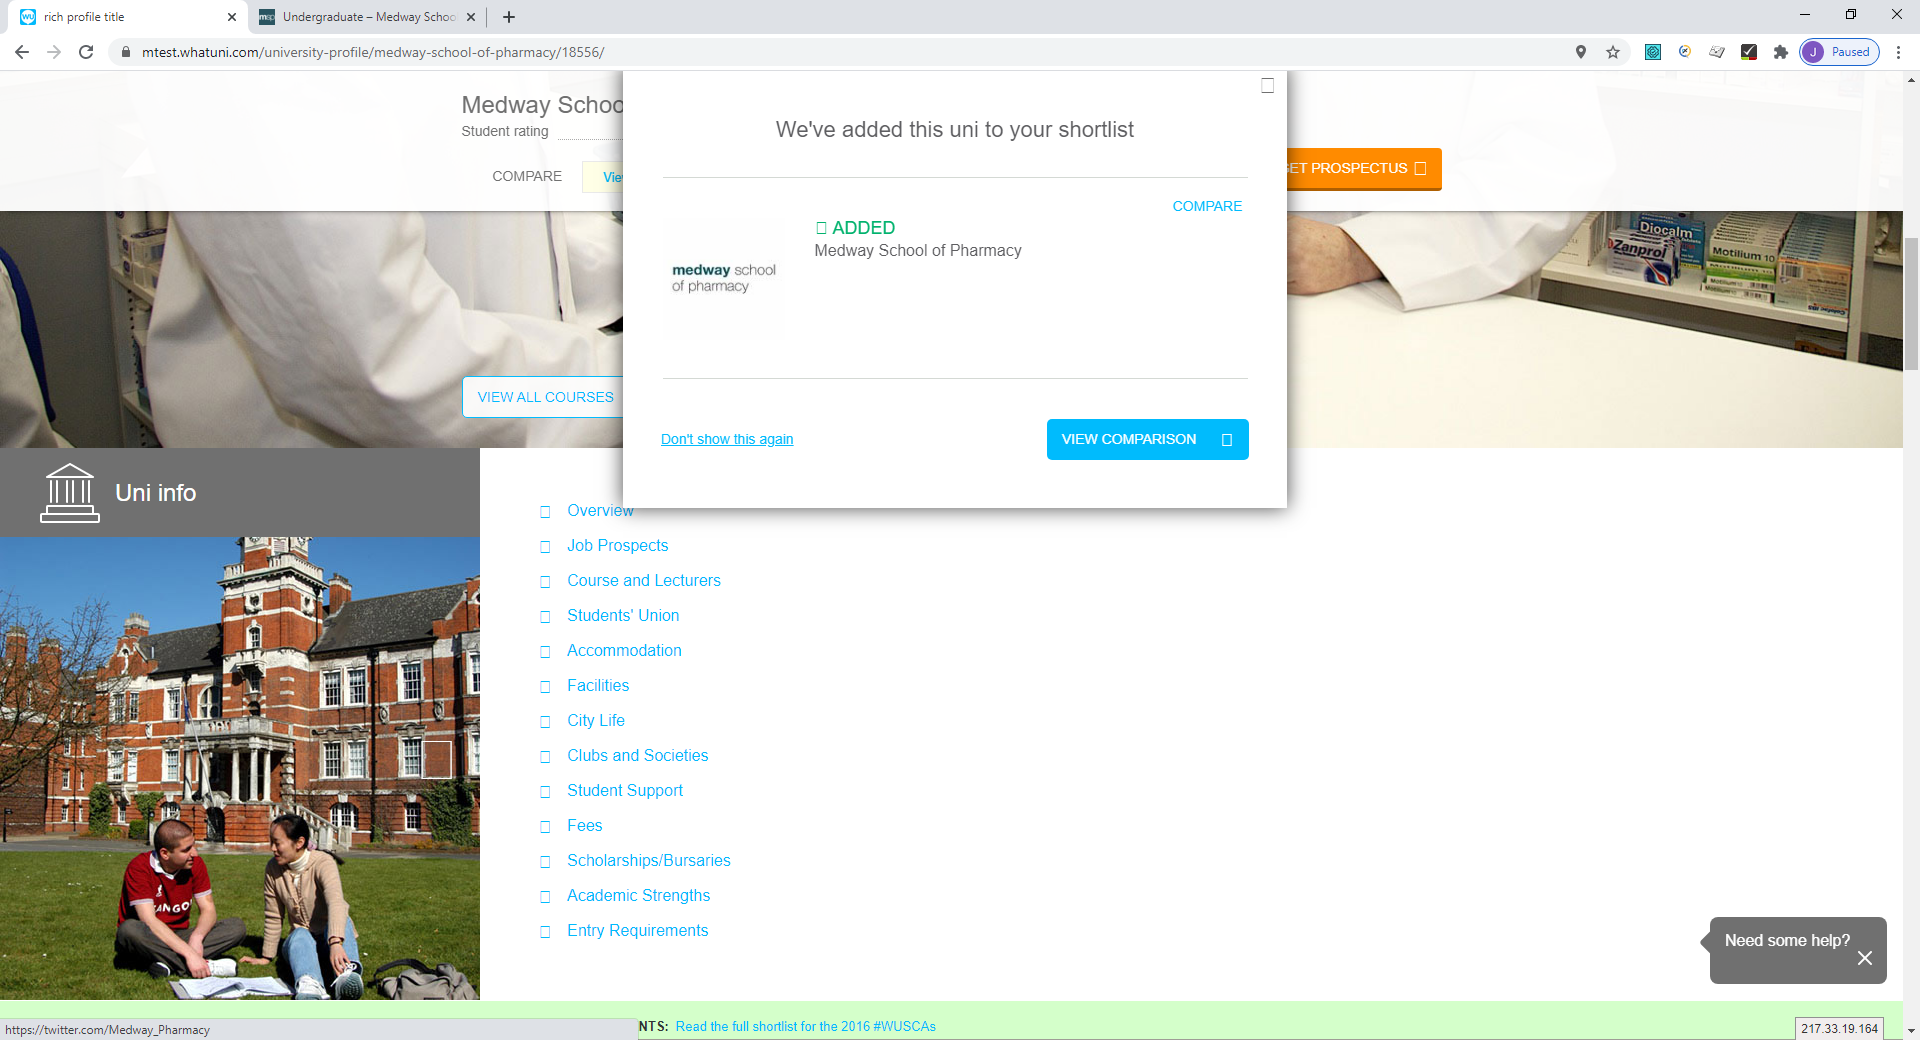 rich profile title
Undergraduate – Medway Schoo
mtest.whatuni.com/university-profile/medway-school-of-pharmacy/18556/
J Paused
Medway Schoo
Student rating
COMPARE
Vie
We've added this uni to your shortlist
GET PROSPECTUS
COMPARE
ADDED
Medway School of Pharmacy
medway school
of pharmacy
Diocalm
Zanprol
Motilium 10
VIEW ALL COURSES
Don't show this again
VIEW COMPARISON
Uni info
Overview
Job Prospects
Course and Lecturers
Students' Union
Accommodation
Facilities
City Life
Clubs and Societies
Student Support
Fees
Scholarships/Bursaries
Academic Strengths
Entry Requirements
Need some help?
https://twitter.com/Medway_Pharmacy
NTS: Read the full shortlist for the 2016 #WUSCAs
217.33.19.164